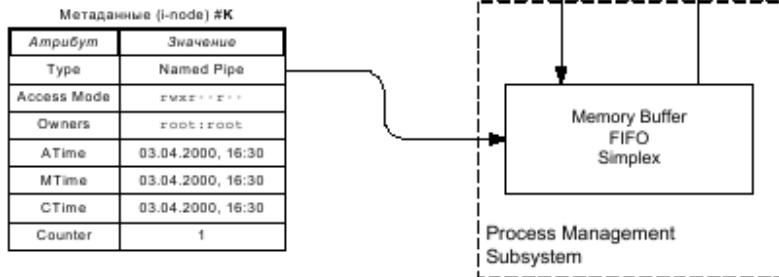 Метаданные (i-node) #K
Атрибут Значение
Type Named Pipe
Access Mode rwxr--r--
Owners root:root
ATime 03.04.2000, 16:30
MTime 03.04.2000, 16:30
CTime 03.04.2000, 16:30
Counter 1
Memory Buffer
FIFO
Simplex
Process Management
Subsystem